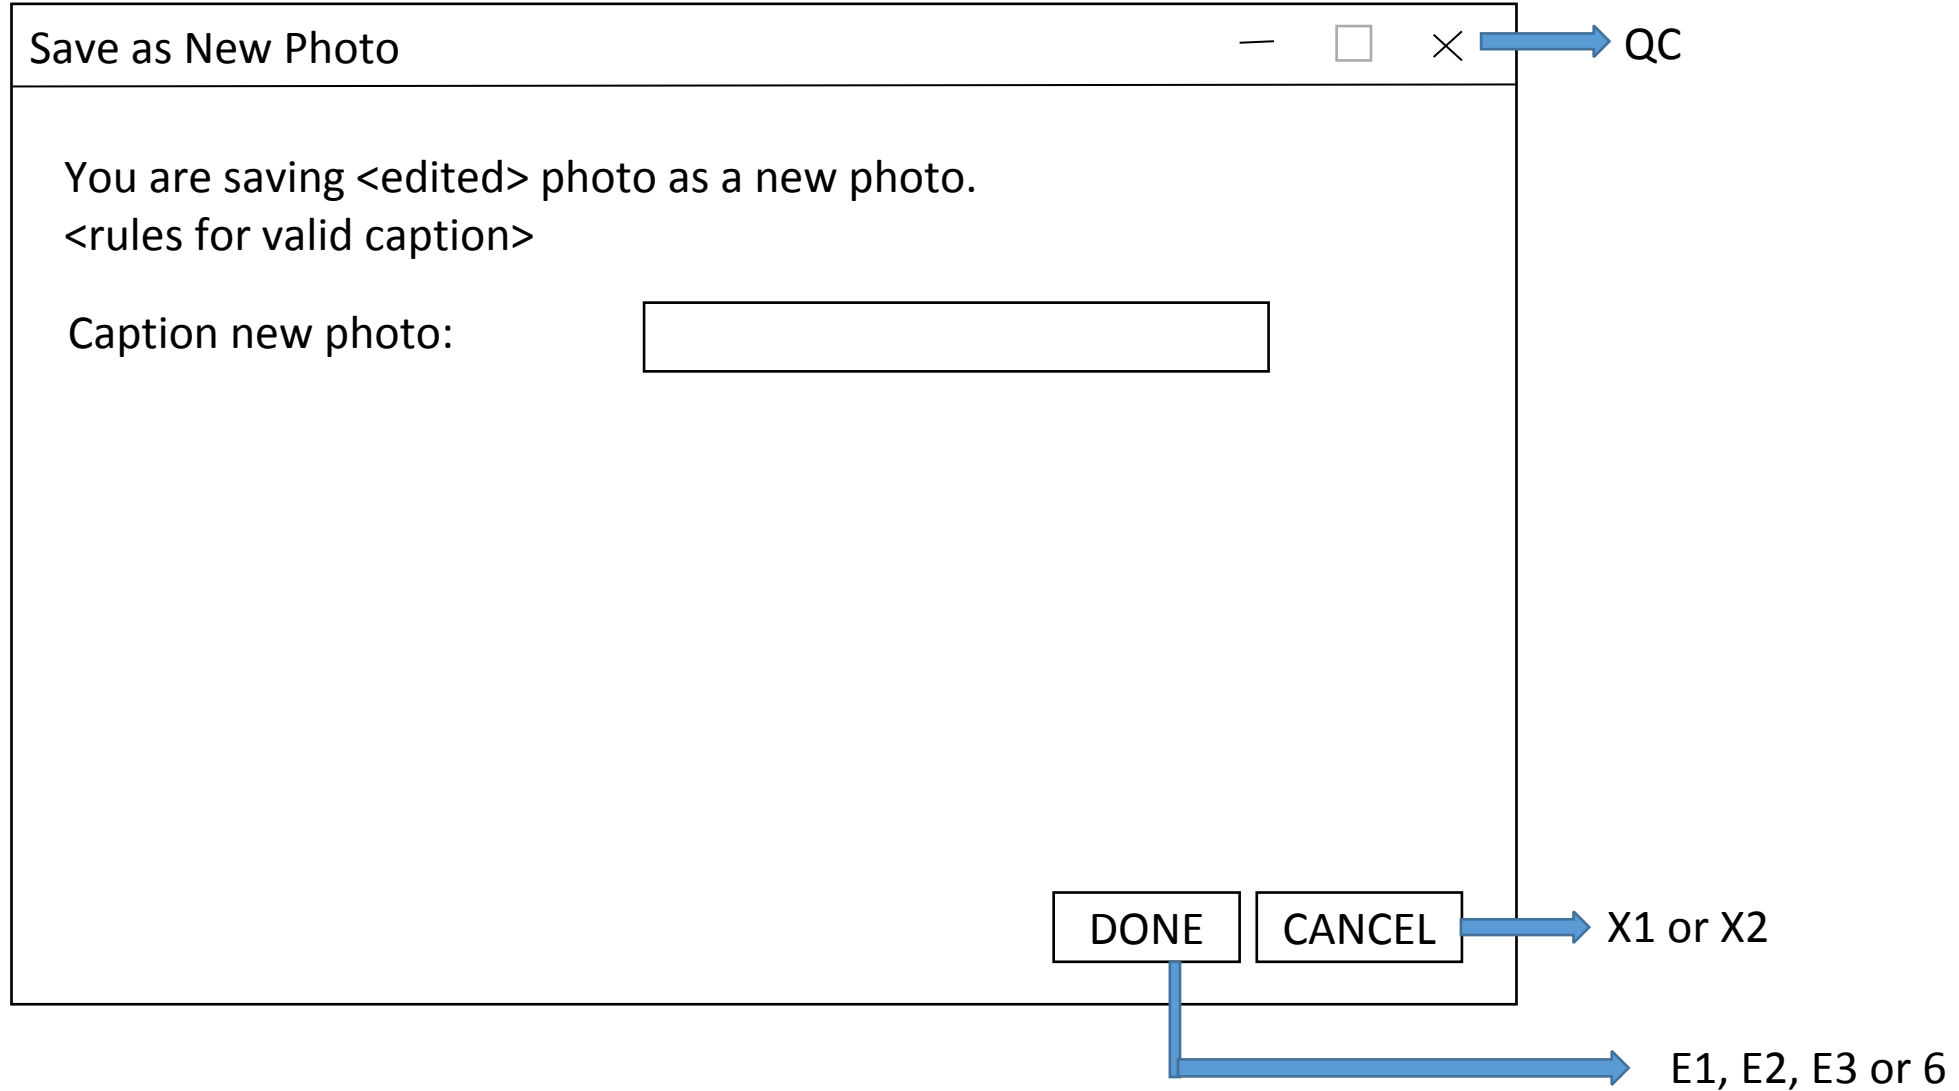 Save as New Photo
QC
You are saving <edited> photo as a new photo.
<rules for valid caption>
Caption new photo:
DONE
CANCEL
X1 or X2
E1, E2, E3 or 6